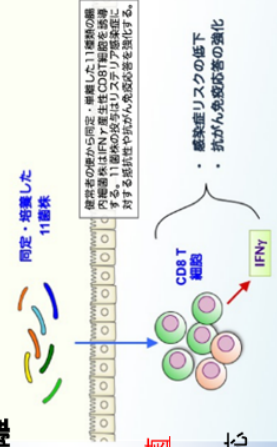 同定・培養した
11菌株
健常者の便から同定・単離した11種類の腸
内細菌株はIFNγ産生性CD8T細胞を誘導
する。11菌株の投与はリステリア感染症に
対する抵抗性や抗がん免疫応答を強化する。
CD8 T
細胞
IFNγ
・ 感染症リスクの低下
・ 抗がん免疫応答の強化